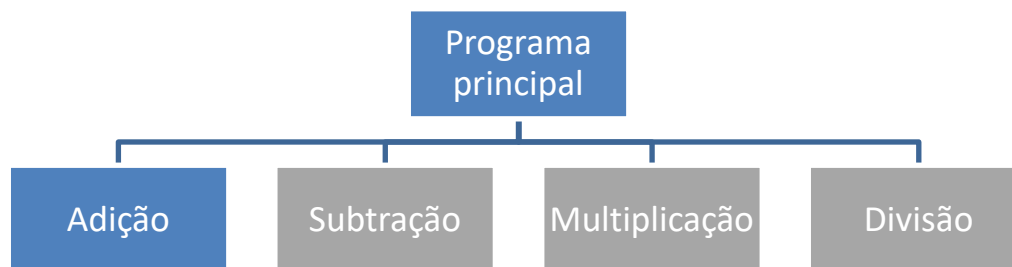 Programa
principal
Adição
Subtração
Multiplicação
Divisão